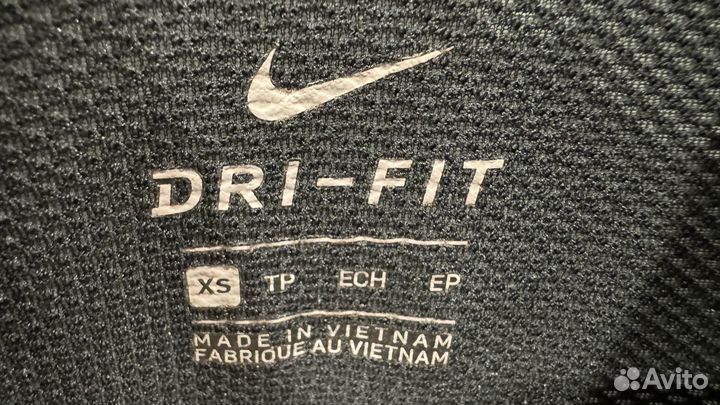 DRI-FIT
XS TP ECH EP
MADE IN VIETNAM
FABRIQUE AU VIETNAM
Avito